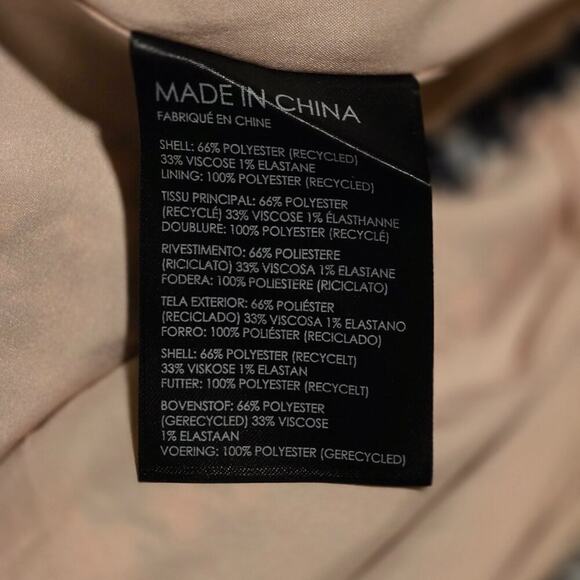 MADE IN CHINA
FABRIQUÉ EN CHINE
SHELL: 66% POLYESTER (RECYCLED)
33% VISCOSE 1% ELASTANE
LINING: 100% POLYESTER (RECYCLED)
TISSU PRINCIPAL: 66% POLYESTER
(RECYCLÉ) 33% VISCOSE 1% ÉLASTHANNE
DOUBLURE: 100% POLYESTER (RECYCLÉ)
RIVESTIMENTO: 66% POLIESTERE
(RICICLATO) 33% VISCOSA 1% ELASTANE
FODERA: 100% POLIESTERE (RICICLATO)
TELA EXTERIOR: 66% POLIÉSTER
(RECICLADO) 33% VISCOSA 1% ELASTANO
FORRO: 100% POLIÉSTER (RECICLADO)
SHELL: 66% POLYESTER (RECYCELT)
33% VISKOSE 1% ELASTAN
FUTTER: 100% POLYESTER (RECYCELT)
BOVENSTOF: 66% POLYESTER
(GERECYCLED) 33% VISCOSE
1% ELASTAAN
VOERING: 100% POLYESTER (GERECYCLED)